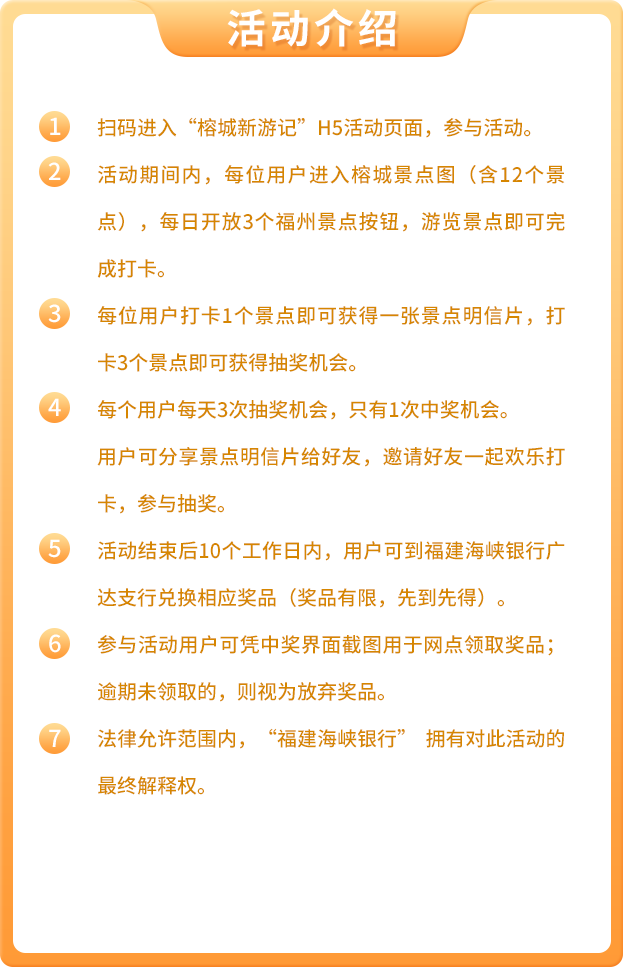 活动介绍
1 扫码进入“榕城新游记”H5活动页面，参与活动。
2 活动期间内，每位用户进入榕城景点图（含12个景
点），每日开放3个福州景点按钮，游览景点即可完
成打卡。
3 每位用户打卡1个景点即可获得一张景点明信片，打
卡3个景点即可获得抽奖机会。
4 每个用户每天3次抽奖机会，只有1次中奖机会。
用户可分享景点明信片给好友，邀请好友一起欢乐打
卡，参与抽奖。
5 活动结束后10个工作日内，用户可到福建海峡银行广
达支行兑换相应奖品（奖品有限，先到先得）。
6 参与活动用户可凭中奖界面截图用于网点领取奖品；
逾期未领取的，则视为放弃奖品。
7 法律允许范围内，“福建海峡银行” 拥有对此活动的
最终解释权。